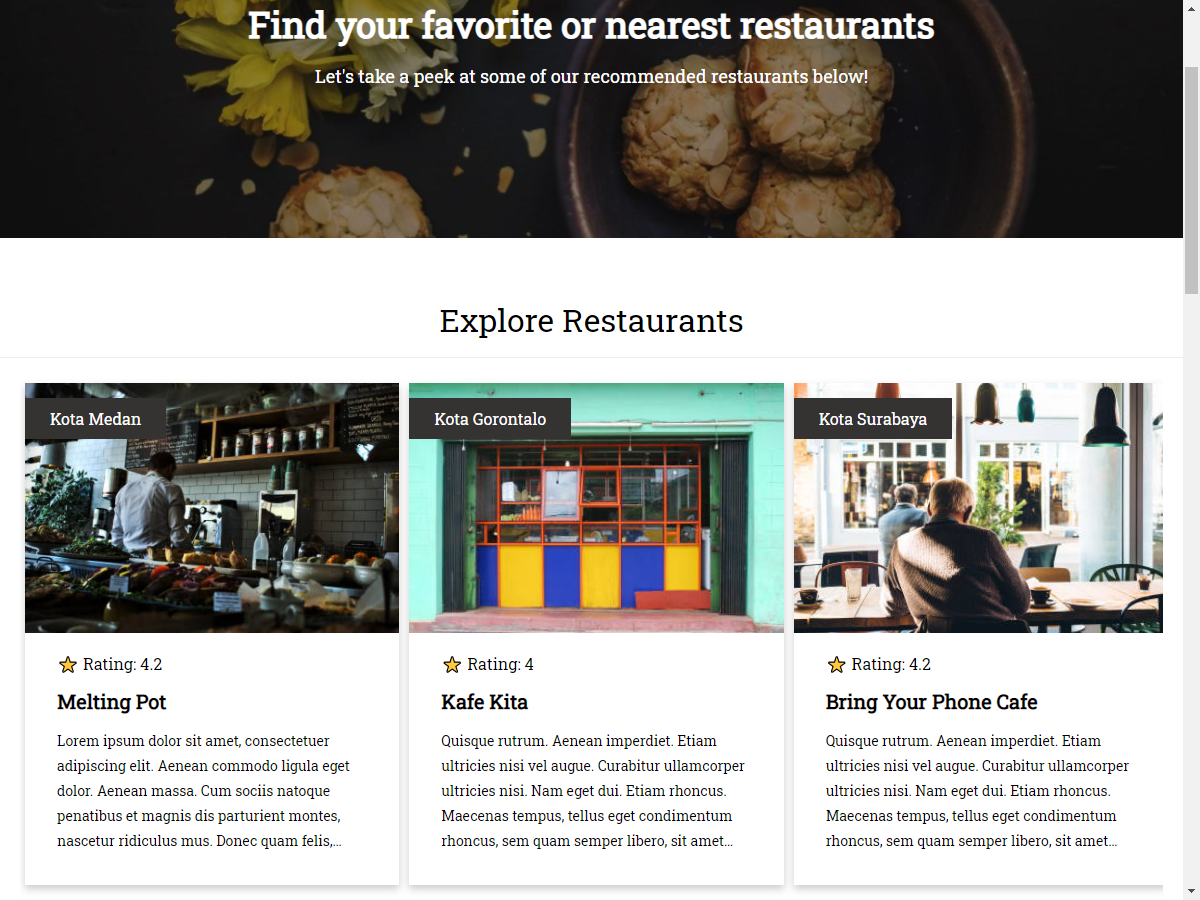 Find your favorite or nearest restaurants
Let's take a peek at some of our recommended restaurants below!
Explore Restaurants
Kota Medan
Kota Gorontalo
Kota Surabaya
Rating: 4.2
Melting Pot
Lorem ipsum dolor sit amet, consectetuer
adipiscing elit. Aenean commodo ligula eget
dolor. Aenean massa. Cum sociis natoque
penatibus et magnis dis parturient montes,
nascetur ridiculus mus. Donec quam felis,...
Rating: 4
Kafe Kita
Quisque rutrum. Aenean imperdiet. Etiam
ultricies nisi vel augue. Curabitur ullamcorper
ultricies nisi. Nam eget dui. Etiam rhoncus.
Maecenas tempus, tellus eget condimentum
rhoncus, sem quam semper libero, sit amet...
Rating: 4.2
Bring Your Phone Cafe
Quisque rutrum. Aenean imperdiet. Etiam
ultricies nisi vel augue. Curabitur ullamcorper
ultricies nisi. Nam eget dui. Etiam rhoncus.
Maecenas tempus, tellus eget condimentum
rhoncus, sem quam semper libero, sit amet...